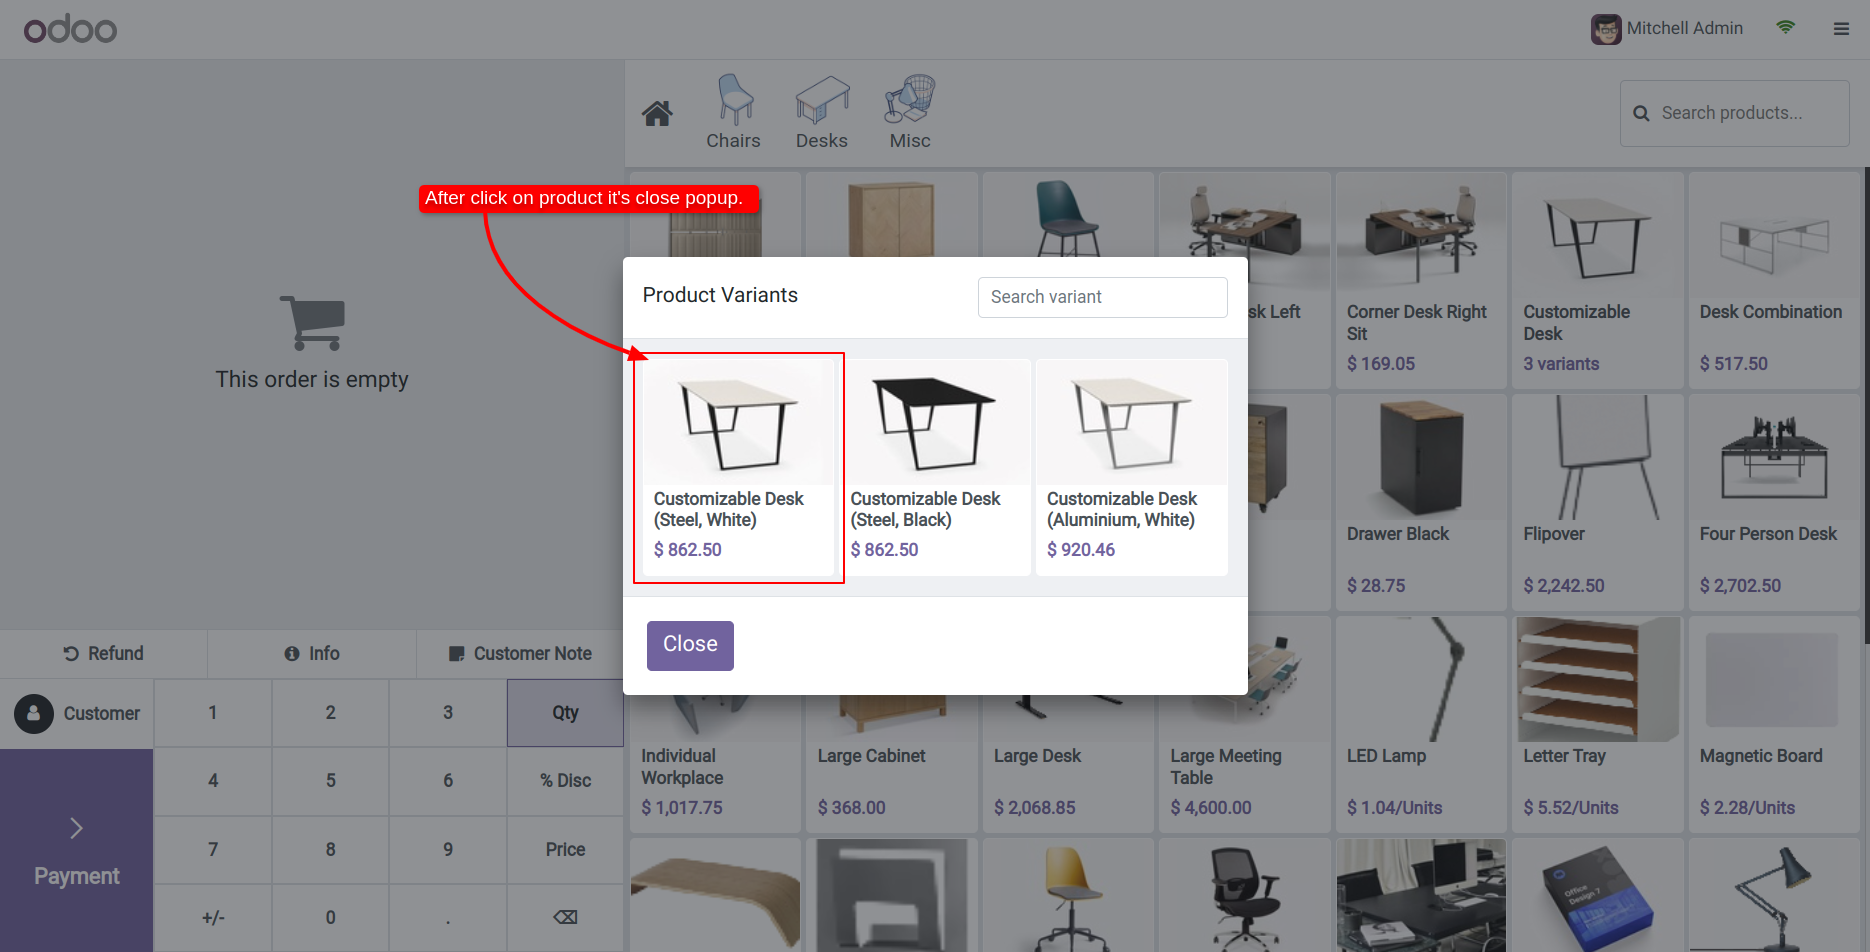 odoo
Mitchell Admin
Chairs
Desks
Misc
Search products...
After click on product it's close popup.
This order is empty
Product Variants
Search variant
Customizable Desk
(Steel, White)
$ 862.50
Customizable Desk
(Steel, Black)
$ 862.50
Customizable Desk
(Aluminium, White)
$ 920.46
Close
sk Left
Corner Desk Right
Sit
$ 169.05
Customizable
Desk
3 variants
Desk Combination
$ 517.50
Drawer Black
$ 28.75
Flipover
$ 2,242.50
Four Person Desk
$ 2,702.50
Individual
Workplace
$ 1,017.75
Large Cabinet
$ 368.00
Large Desk
$ 2,068.85
Large Meeting
Table
$ 4,600.00
LED Lamp
$ 1.04/Units
Letter Tray
$ 5.52/Units
Magnetic Board
$ 2.28/Units
Office
Design 7
Refund
Info
Customer Note
Customer
1
2
3
Qty
4
5
6
% Disc
7
8
9
Price
+/-
0
.
Payment